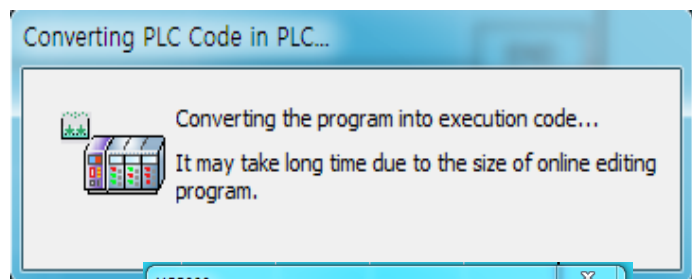 Converting PLC Code in PLC...
Converting the program into execution code...
It may take long time due to the size of online editing
program.